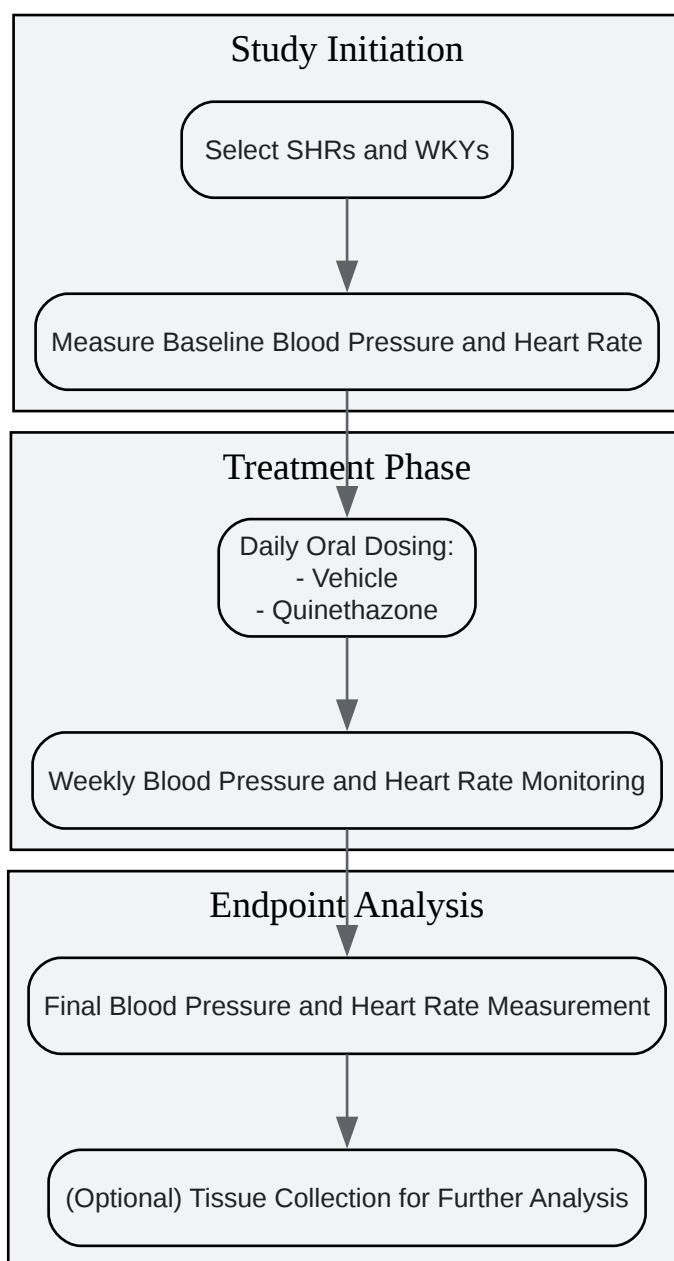 Study Initiation
Select SHRs and WKYs
Measure Baseline Blood Pressure and Heart Rate
Treatment Phase
Daily Oral Dosing:
- Vehicle
- Quinethazone
Weekly Blood Pressure and Heart Rate Monitoring
Endpoint Analysis
Final Blood Pressure and Heart Rate Measurement
(Optional) Tissue Collection for Further Analysis